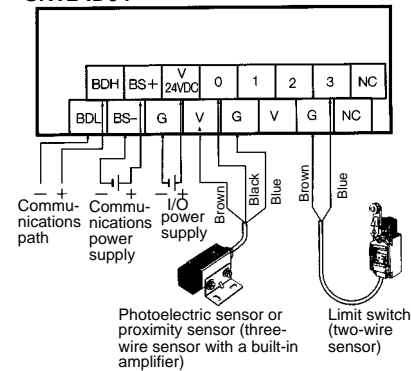 BDH BS+ V 24VDC 0 1 2 3 NC
BDL BS- G V G V G NC
– + – + – +
Brown Black Blue Brown Blue
Commu-
nications
path
Commu-
nications
power
supply
I/O
power
supply
Photoelectric sensor or
proximity sensor (three-
wire sensor with a built-in
amplifier)
Limit switch
(two-wire
sensor)